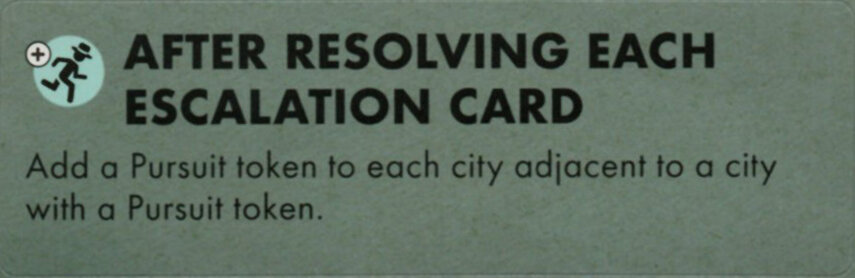 AFTER RESOLVING EACH
ESCALATION CARD
Add a Pursuit token to each city adjacent to a city
with a Pursuit token.